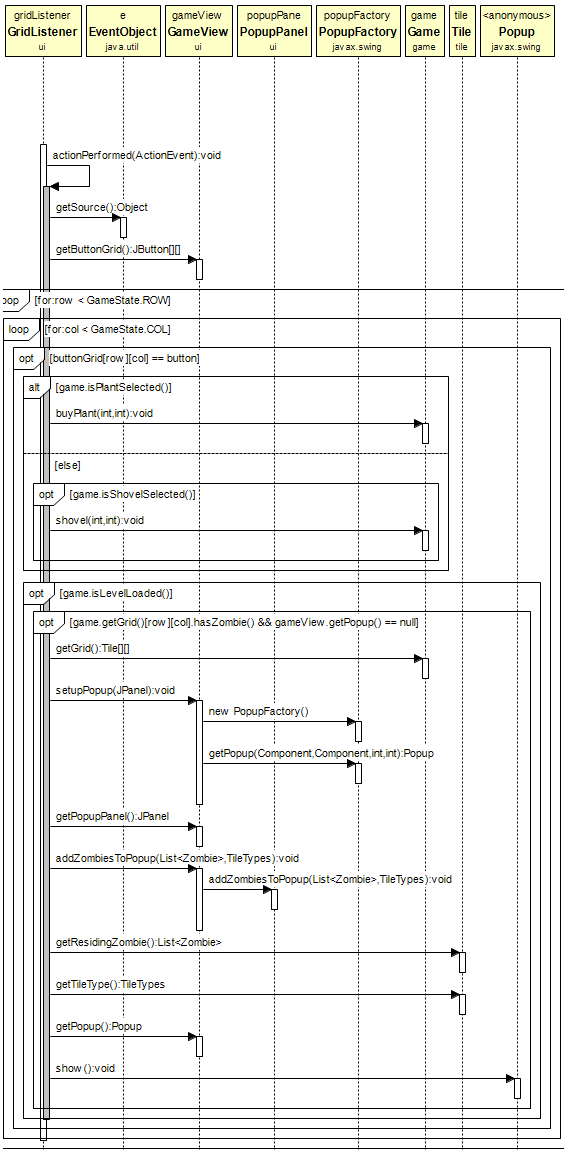 gridListener e gameView popupPane popupFactory game tile <anonymous>
GridListener EventObject GameView PopupPanel PopupFactory Game Tile Popup
ui java.util ui ui javax.swing game tile javax.swing
actionPerformed(ActionEvent):void
getSource():Object
getButtonGrid():JButton[][]
oop [for:row < GameState.ROW]
loop [for:col < GameState.COL]
opt [buttonGrid[row][col] == button]
alt [game.isPlantSelected()]
buyPlant(int,int):void
[else]
opt [game.isShovelSelected()]
shovel(int,int):void
opt [game.isLevelLoaded()]
opt [game.getGrid()[row][col].hasZombie() && gameView.getPopup() == null]
getGrid():Tile[][]
setupPopup(JPanel):void
new PopupFactory()
getPopup(Component,Component,int,int):Popup
getPopupPanel():JPanel
addZombiesToPopup(List<Zombie>,TileTypes):void
addZombiesToPopup(List<Zombie>,TileTypes):void
getResidingZombie():List<Zombie>
getTileType():TileTypes
getPopup():Popup
show():void